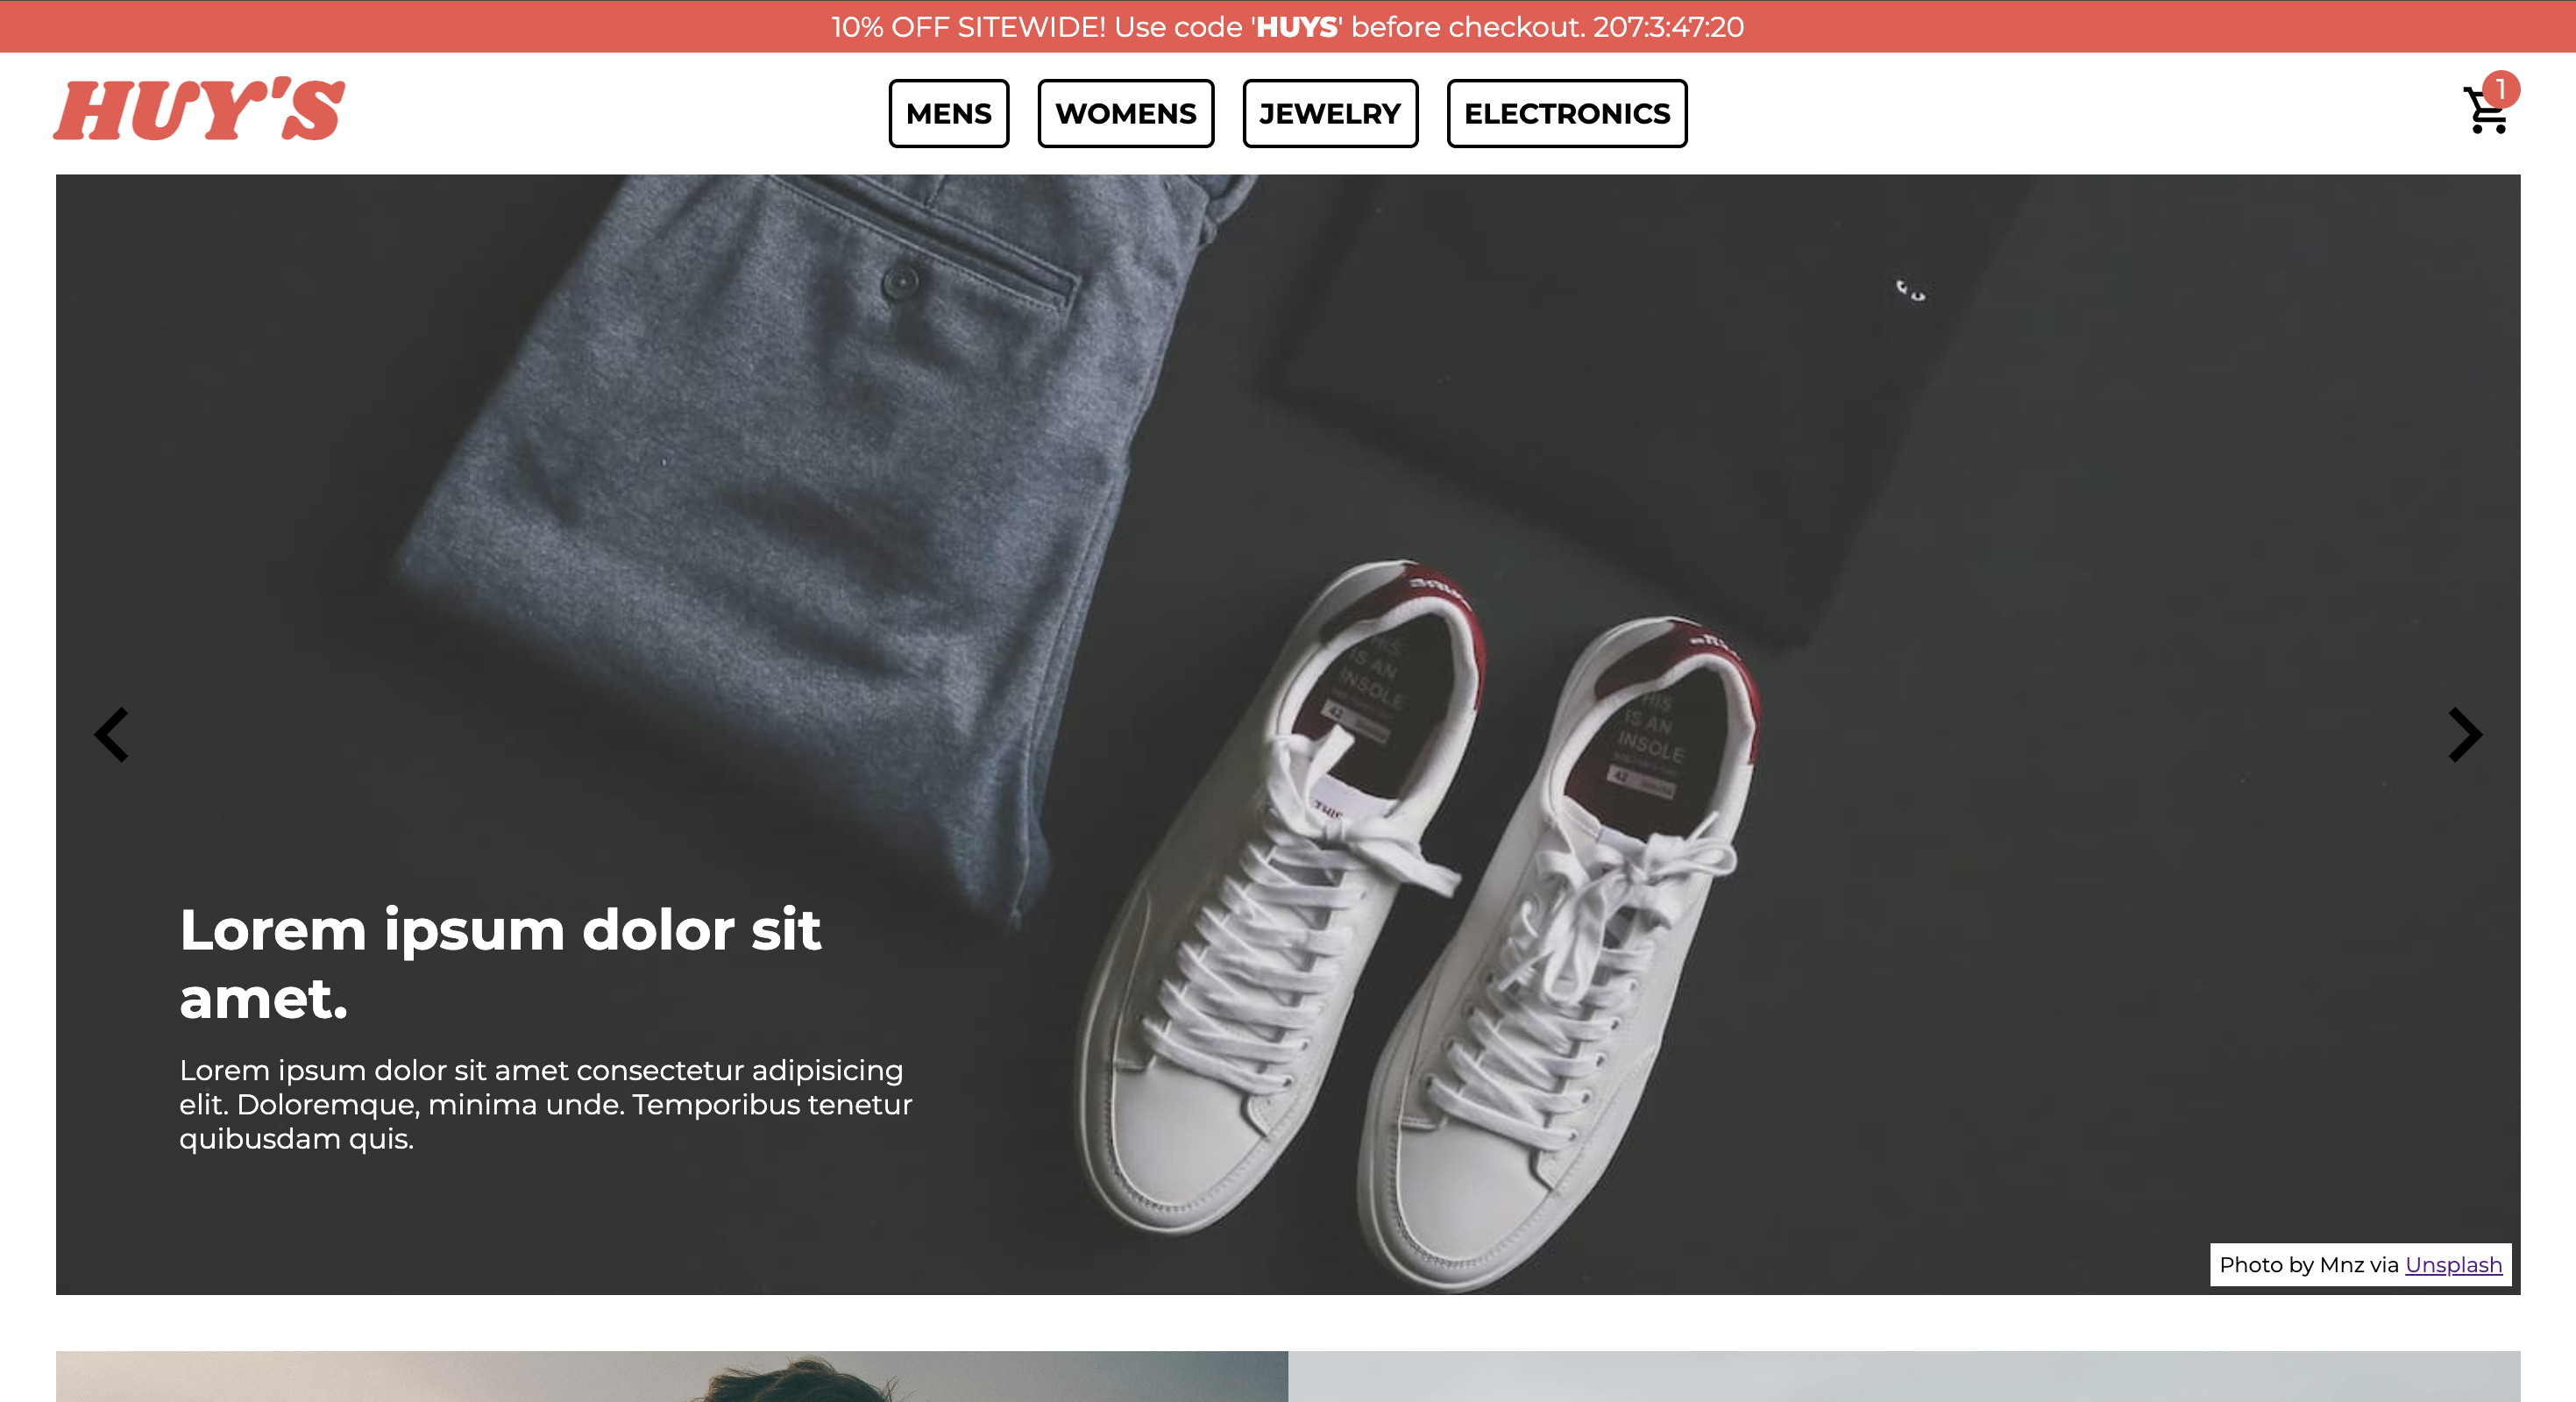 10% OFF SITEWIDE! Use code 'HUYS' before checkout. 207:3:47:20
HUY'S
MENS
WOMENS
JEWELRY
ELECTRONICS
1
IS AN
INSOLE
42
THIS
IS AN
INSOLE
42
Lorem ipsum dolor sit
amet.
Lorem ipsum dolor sit amet consectetur adipisicing
elit. Doloremque, minima unde. Temporibus tenetur
quibusdam quis.
Photo by Mnz via Unsplash